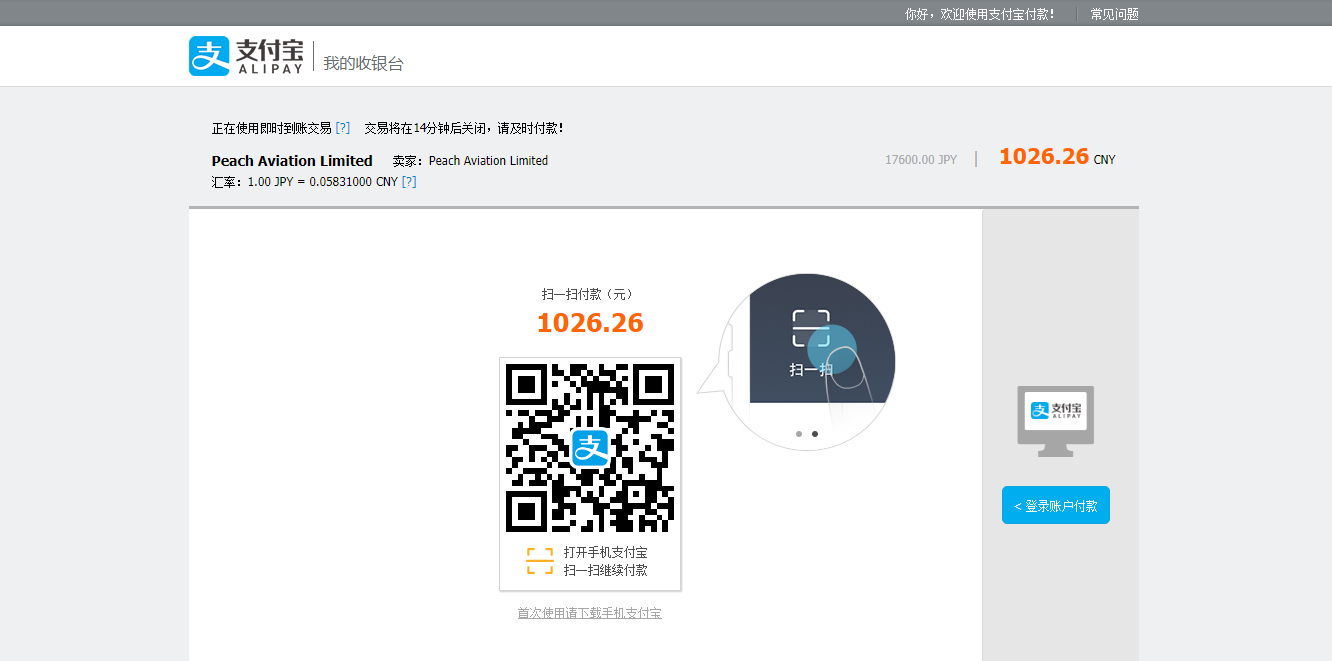 你好，欢迎使用支付宝付款！ 常见问题
支付宝
ALIPAY
我的收银台
正在使用即时到账交易 [?] 交易将在14分钟后关闭，请及时付款！
Peach Aviation Limited 卖家：Peach Aviation Limited
17600.00 JPY | 1026.26 CNY
汇率：1.00 JPY = 0.05831000 CNY [?]
扫一扫付款（元）
1026.26
支
打开手机支付宝
扫一扫继续付款
首次使用请下载手机支付宝
扫一扫
支付宝
ALIPAY
< 登录账户付款